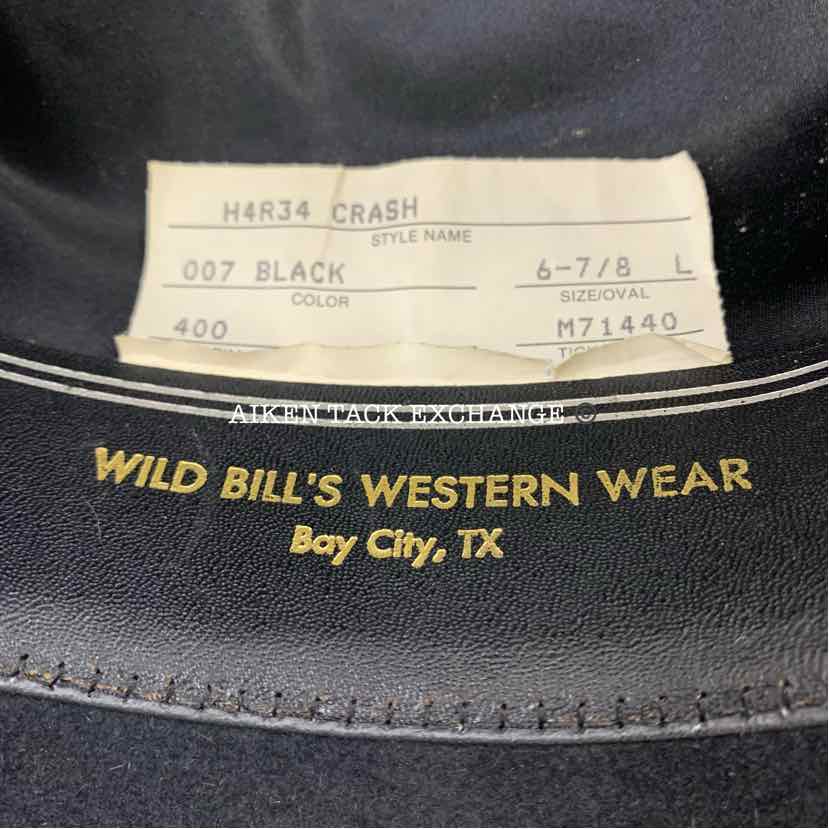 H4R34 CRASH
STYLE NAME
007 BLACK 6-7/8 L
COLOR SIZE/OVAL
400 M71440
AIKEN TACK EXCHANGE ©
WILD BILL'S WESTERN WEAR
Bay City, TX